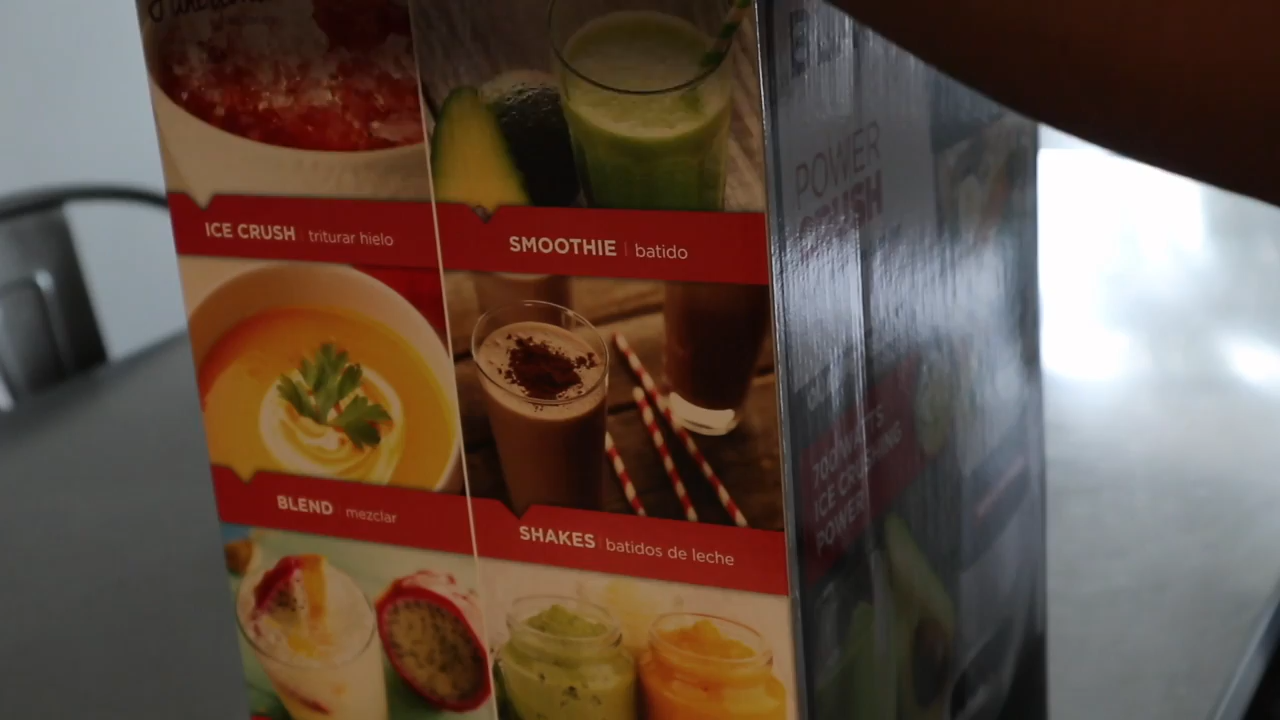 ICE CRUSH | triturar hielo
SMOOTHIE | batido
BLEND | mezclar
SHAKES | batidos de leche
POWER
CRUSH
700 WATTS
ICE CRUSHING
POWER